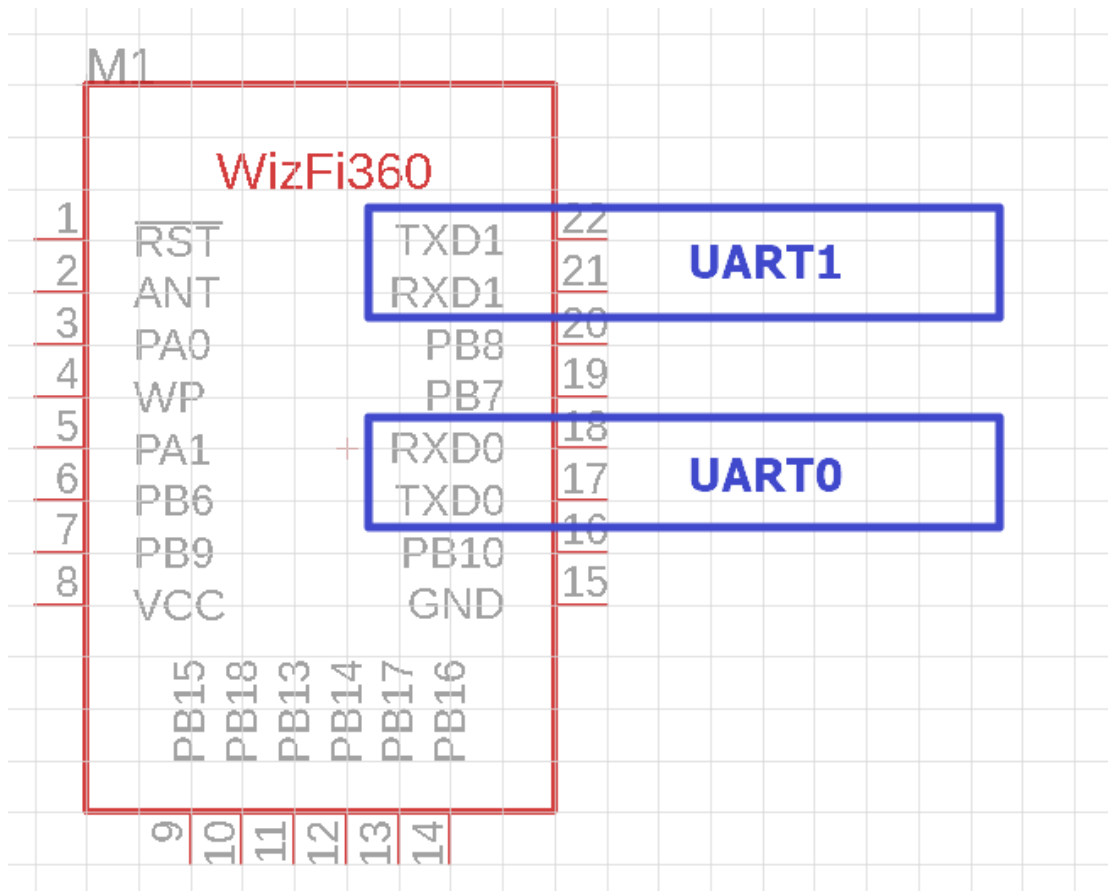 M1
WizFi360
1 RST TXD1 22
2 ANT RXD1 21
UART1
3 PA0 PB8 20
4 WP PB7 19
5 PA1 RXD0 18
6 PB6 TXD0 17
UART0
7 PB9 PB10 16
8 VCC GND 15
PB15 PB18 PB13 PB14 PB17 PB16
9 10 11 12 13 14